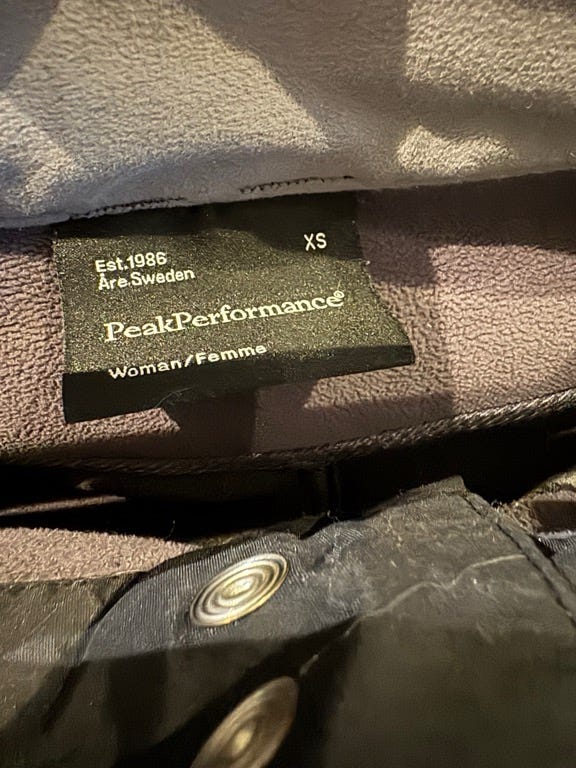 XS
Est.1986
Åre.Sweden
PeakPerformance®
Woman/Femme